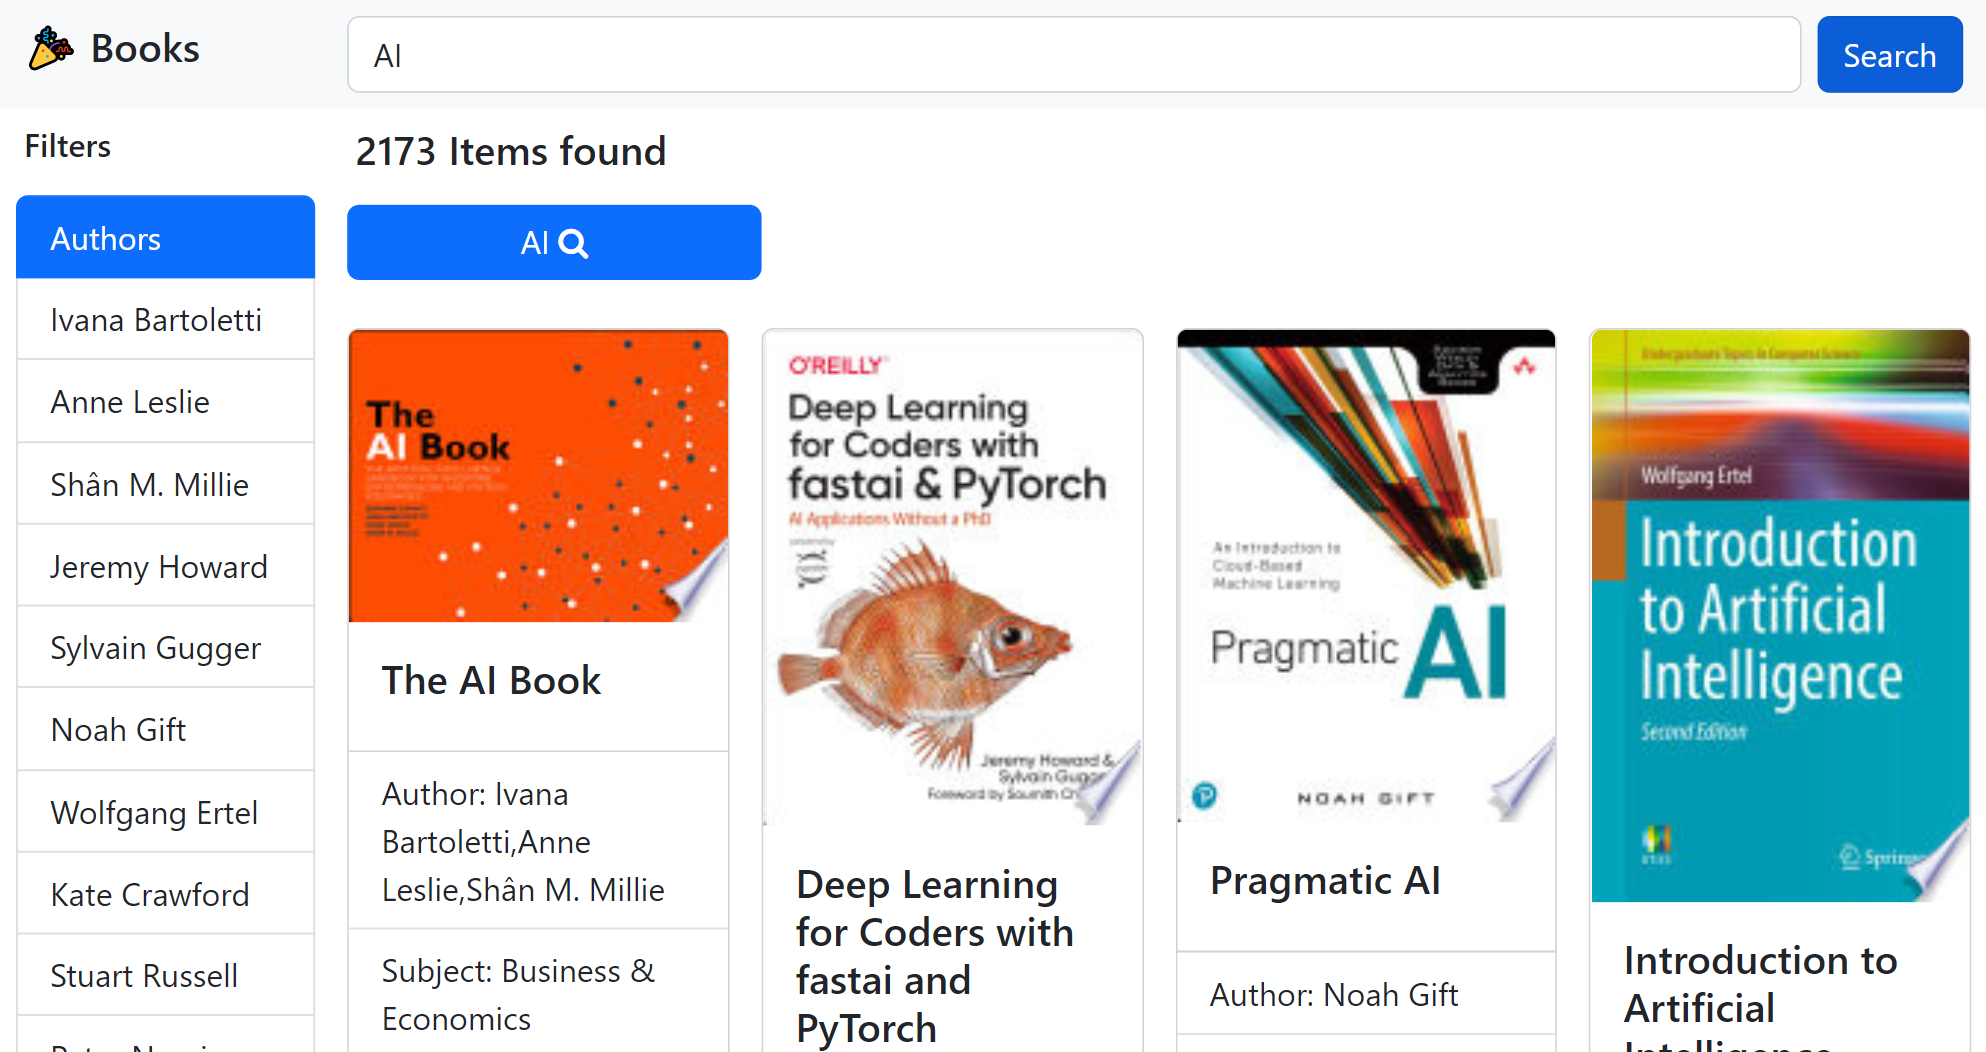 Books
AI
Search
Filters
2173 Items found
Authors
AI
Ivana Bartoletti
Anne Leslie
Shân M. Millie
Jeremy Howard
Sylvain Gugger
Noah Gift
Wolfgang Ertel
Kate Crawford
Stuart Russell
The
AI Book
The AI Book
Author: Ivana
Bartoletti,Anne
Leslie,Shân M. Millie
Subject: Business &
Economics
O'REILLY
Deep Learning
for Coders with
fastai & PyTorch
AI Applications Without a PhD
Jeremy Howard &
Sylvain Gugger
Foreword by Soumith
Deep Learning
for Coders with
fastai and
PyTorch
An Introduction to
Cloud-Based
Machine Learning
Pragmatic AI
NOAH GIFT
Pragmatic AI
Author: Noah Gift
Undergraduate Topics in Computer Science
Wolfgang Ertel
Introduction
to Artificial
Intelligence
Second Edition
Springer
Introduction to
Artificial
Intelligence